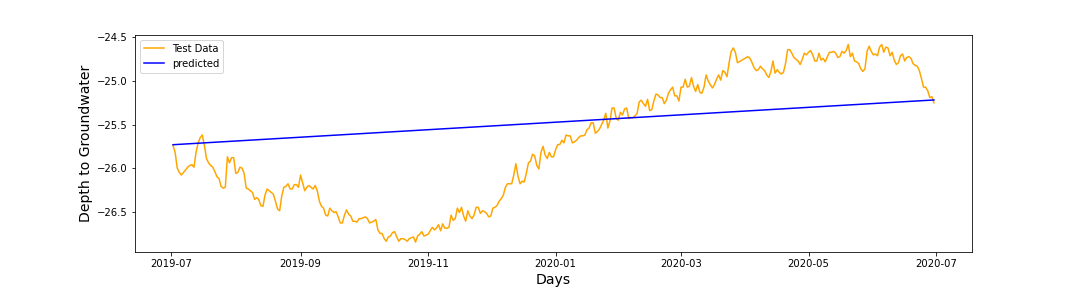 Test Data
predicted
Depth to Groundwater
−24.5
−25.0
−25.5
−26.0
−26.5
2019-07 2019-09 2019-11 2020-01 2020-03 2020-05 2020-07
Days